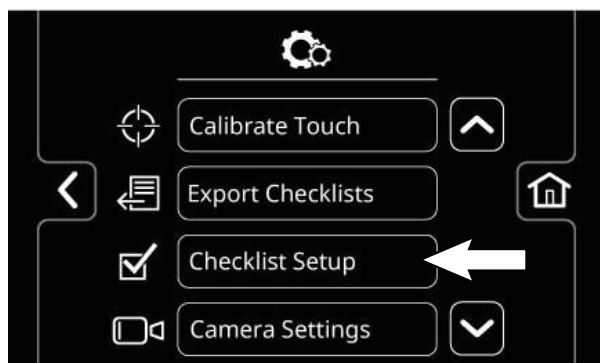 Calibrate Touch
Export Checklists
Checklist Setup
Camera Settings